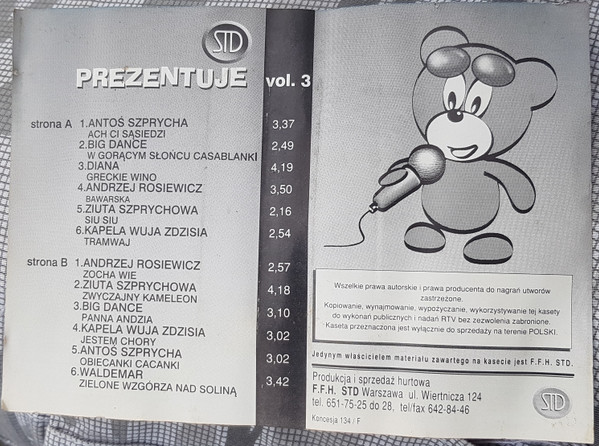 STD
PREZENTUJE vol. 3
strona A 1.ANTOŚ SZPRYCHA 3,37
ACH CI SĄSIEDZI
2.BIG DANCE 2,49
W GORĄCYM SŁOŃCU CASABLANKI
3.DIANA 4,19
GRECKIE WINO
4.ANDRZEJ ROSIEWICZ 3,50
BAWARSKA
5.ZIUTA SZPRYCHOWA 2,16
SIU SIU
6.KAPELA WUJA ZDZISIA 2,54
TRAMWAJ
strona B 1.ANDRZEJ ROSIEWICZ 2,57
ZOCHA WIE
2.ZIUTA SZPRYCHOWA 4,18
ZWYCZAJNY KAMELEON
3.BIG DANCE 3,10
PANNA ANDZIA
4.KAPELA WUJA ZDZISIA 3,02
JESTEM CHORY
5.ANTOŚ SZPRYCHA 3,02
OBIECANKI CACANKI
6.WALDEMAR 3,42
ZIELONE WZGÓRZA NAD SOLINĄ
Wszelkie prawa autorskie i prawa producenta do nagrań utworów
zastrzeżone.
Kopiowanie, wynajmowanie, wypożyczanie, wykorzystywanie tej kasety
do wykonań publicznych i nadań RTV bez zezwolenia zabronione.
Kaseta przeznaczona jest wyłącznie do sprzedaży na terenie POLSKI.
Jedynym właścicielem materiału zawartego na kasecie jest F.F.H. STD.
Produkcja i sprzedaż hurtowa
F.F.H. STD Warszawa ul. Wiertnicza 124
tel. 651-75-25 do 28, tel/fax 642-84-46
Koncesja 134 / F
STD